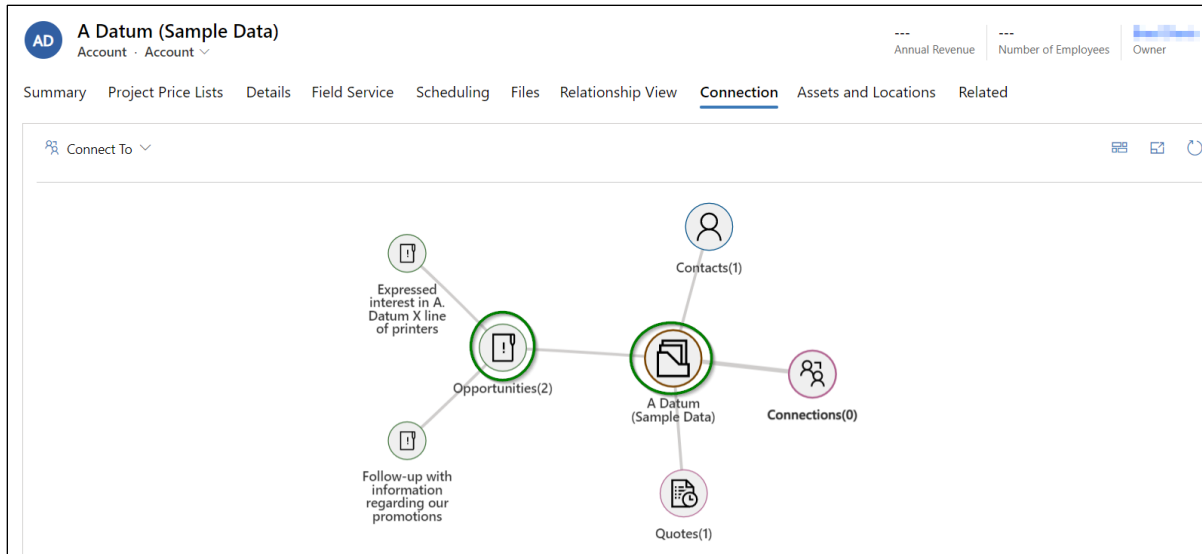 AD
A Datum (Sample Data)
Account · Account
---
Annual Revenue
---
Number of Employees
Owner
Summary Project Price Lists Details Field Service Scheduling Files Relationship View Connection Assets and Locations Related
Connect To
Contacts(1)
Expressed
interest in A.
Datum X line
of printers
Opportunities(2)
A Datum
(Sample Data)
Connections(0)
Follow-up with
information
regarding our
promotions
Quotes(1)